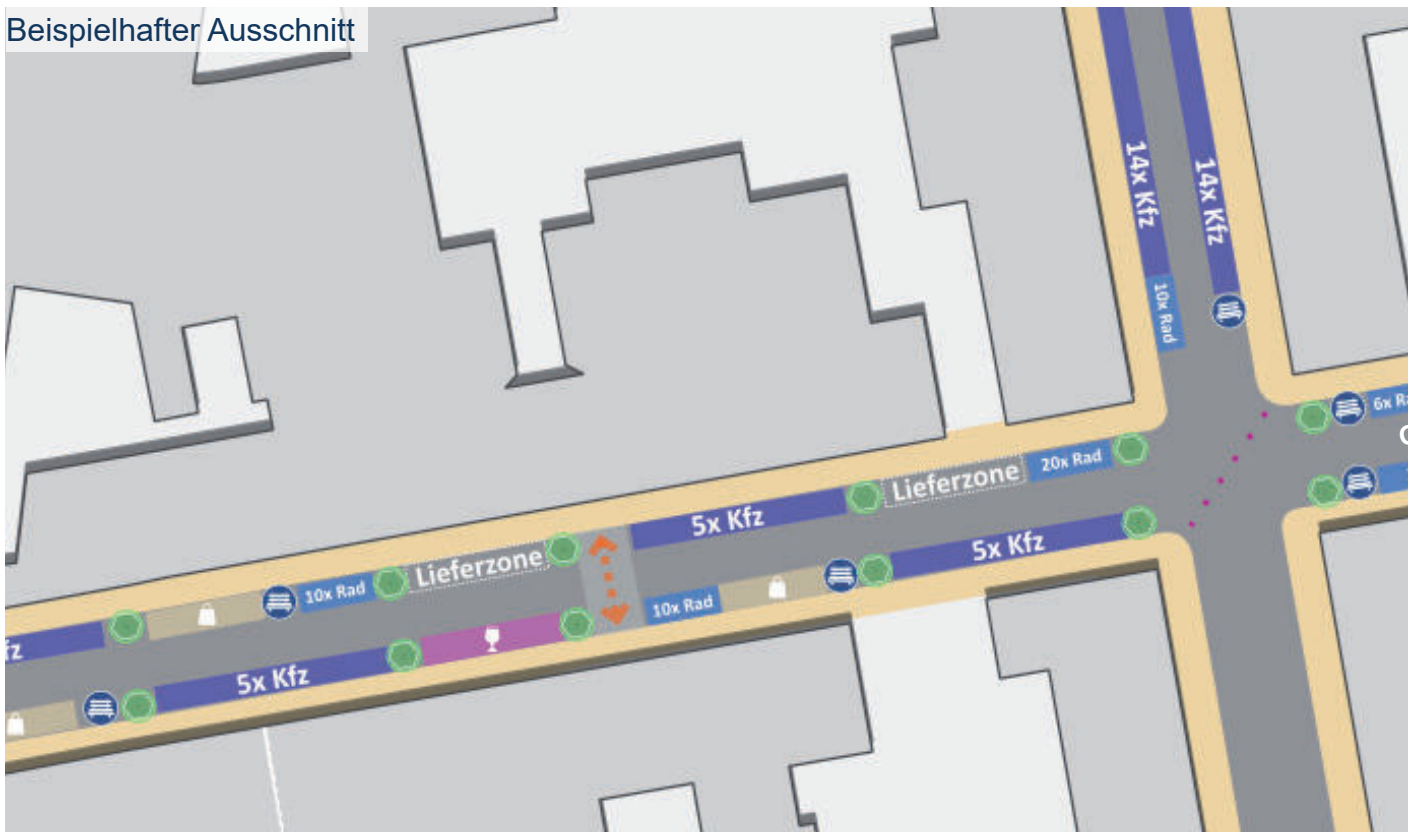 Beispielhafter Ausschnitt
14x Kfz
14x Kfz
10x Rad
6x Ra
20x Rad
Lieferzone
5x Kfz
5x Kfz
Lieferzone
10x Rad
10x Rad
fz
5x Kfz